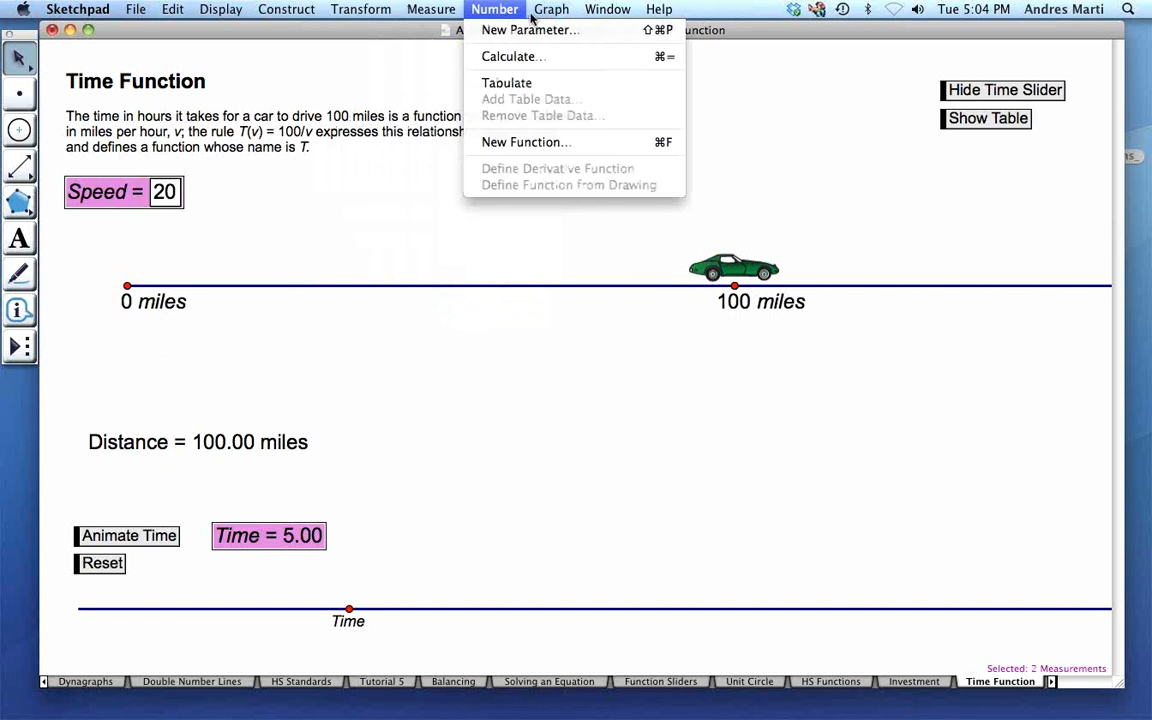 Sketchpad File Edit Display Construct Transform Measure Number Graph Window Help Tue 5:04 PM Andres Marti
New Parameter... ⇧⌘P
Calculate... ⌘=
Tabulate
Add Table Data...
Remove Table Data...
New Function... ⌘F
Define Derivative Function
Define Function from Drawing
Time Function
The time in hours it takes for a car to drive 100 miles is a function
in miles per hour, v; the rule T(v) = 100/v expresses this relationsh
and defines a function whose name is T.
Hide Time Slider
Show Table
Speed = 20
0 miles
100 miles
Distance = 100.00 miles
Animate Time
Time = 5.00
Reset
Time
Selected: 2 Measurements
Dynagraphs Double Number Lines HS Standards Tutorial 5 Balancing Solving an Equation Function Sliders Unit Circle HS Functions Investment Time Function